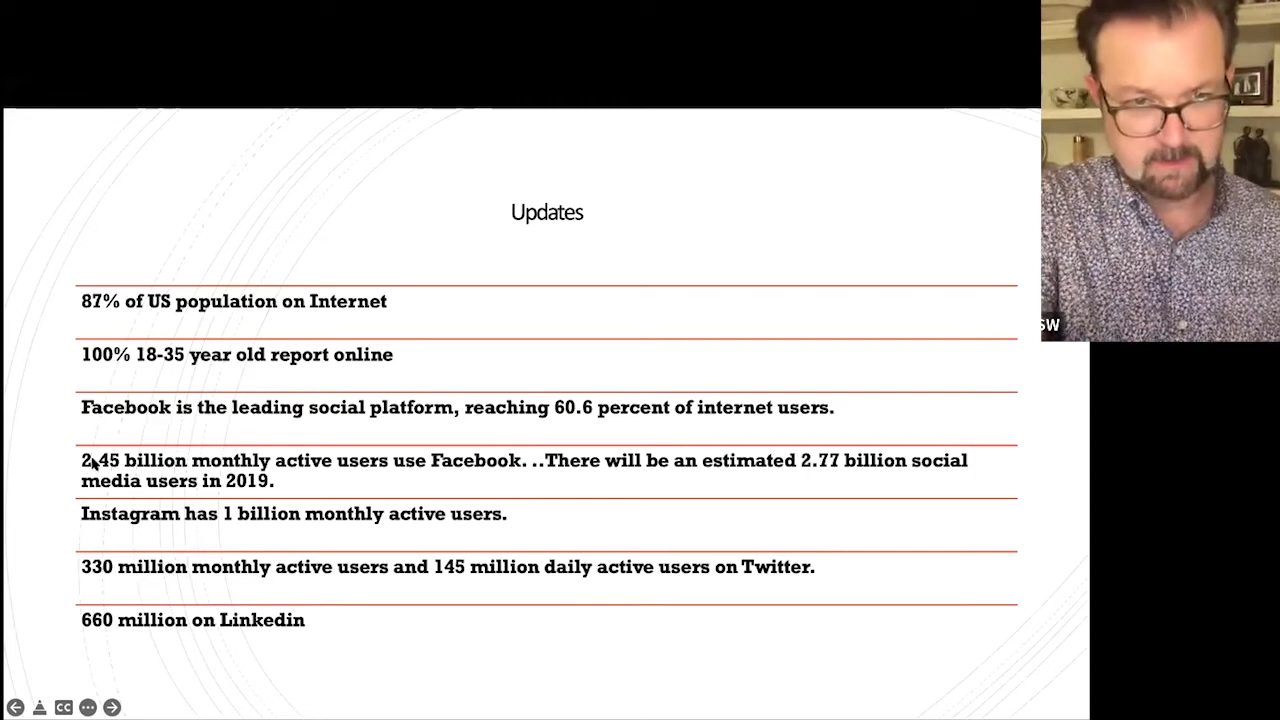 Updates
87% of US population on Internet
100% 18-35 year old report online
Facebook is the leading social platform, reaching 60.6 percent of internet users.
2.45 billion monthly active users use Facebook. ..There will be an estimated 2.77 billion social
media users in 2019.
Instagram has 1 billion monthly active users.
330 million monthly active users and 145 million daily active users on Twitter.
660 million on Linkedin
SW
CC